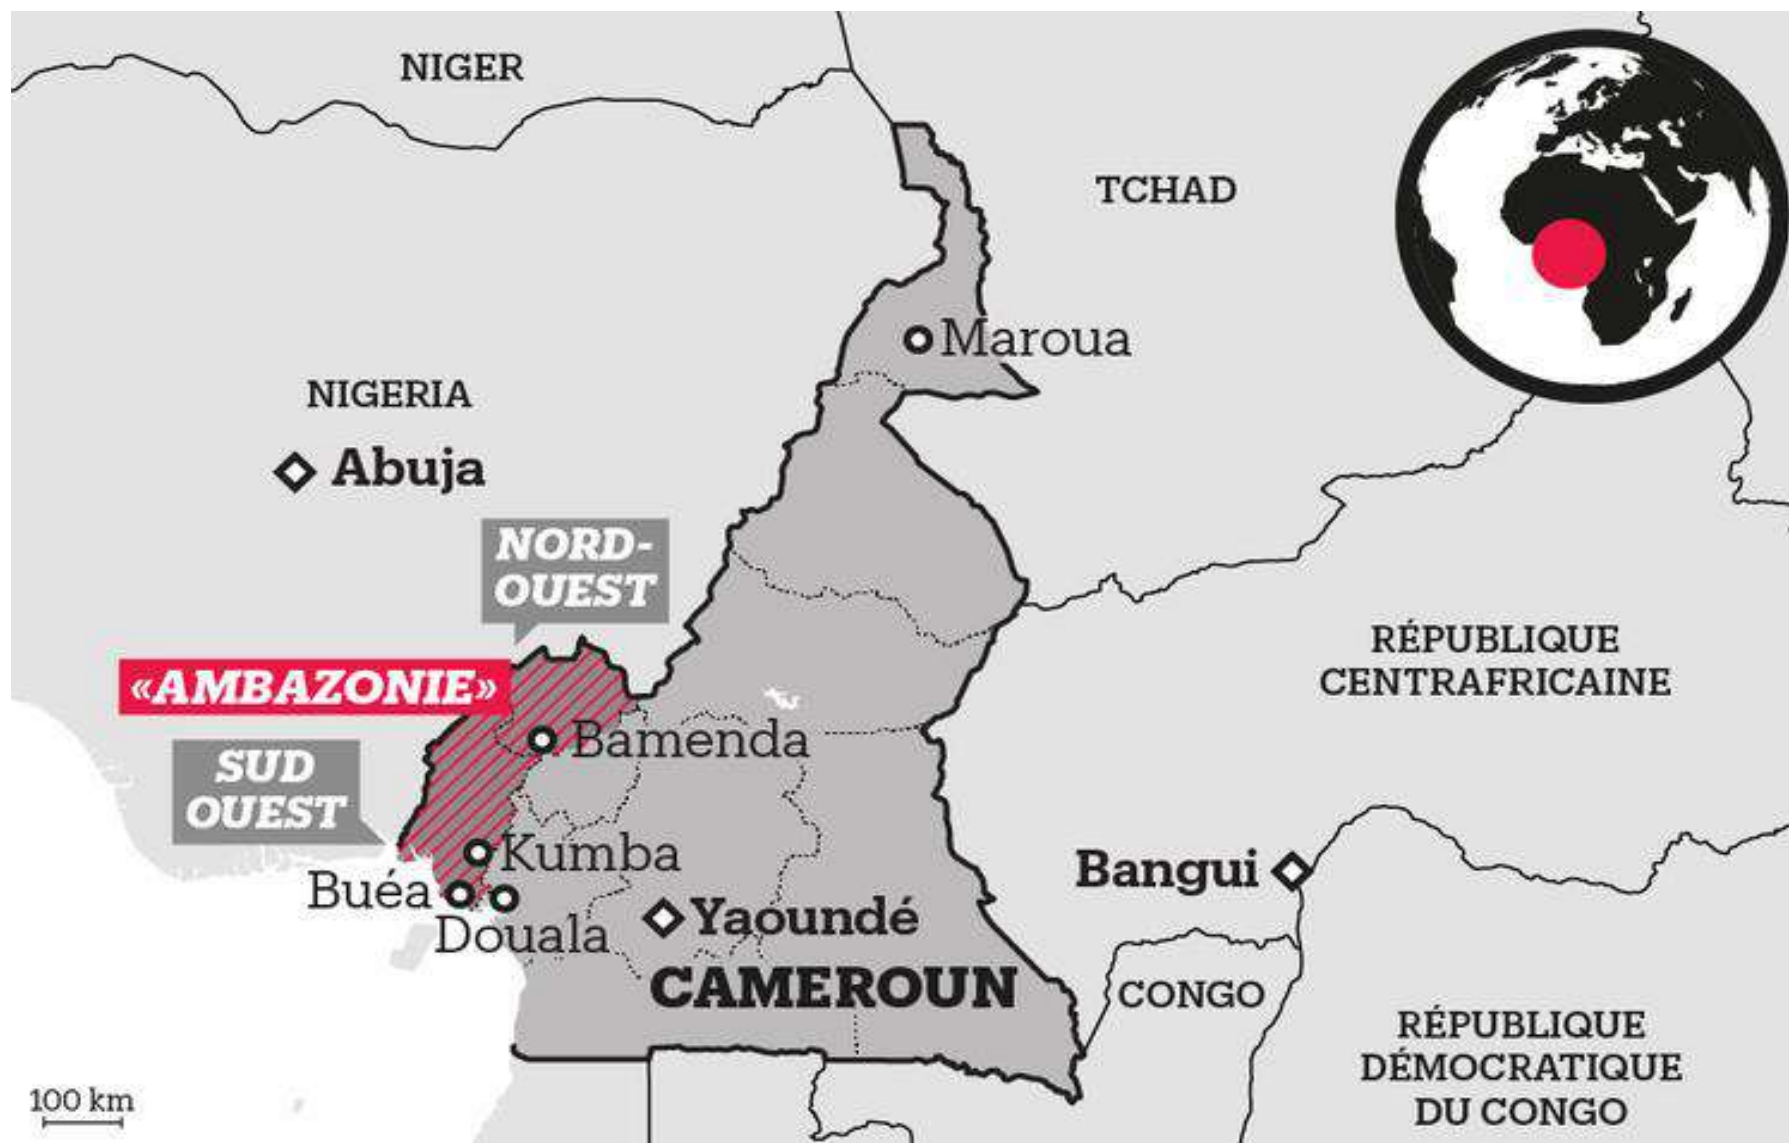 NIGER
TCHAD
Maroua
NIGERIA
Abuja
NORD-
OUEST
«AMBAZONIE»
RÉPUBLIQUE
CENTRAFRICAINE
Bamenda
SUD
OUEST
Kumba
Buéa
Douala
Yaoundé
Bangui
CAMEROUN
CONGO
RÉPUBLIQUE
DÉMOCRATIQUE
DU CONGO
100 km